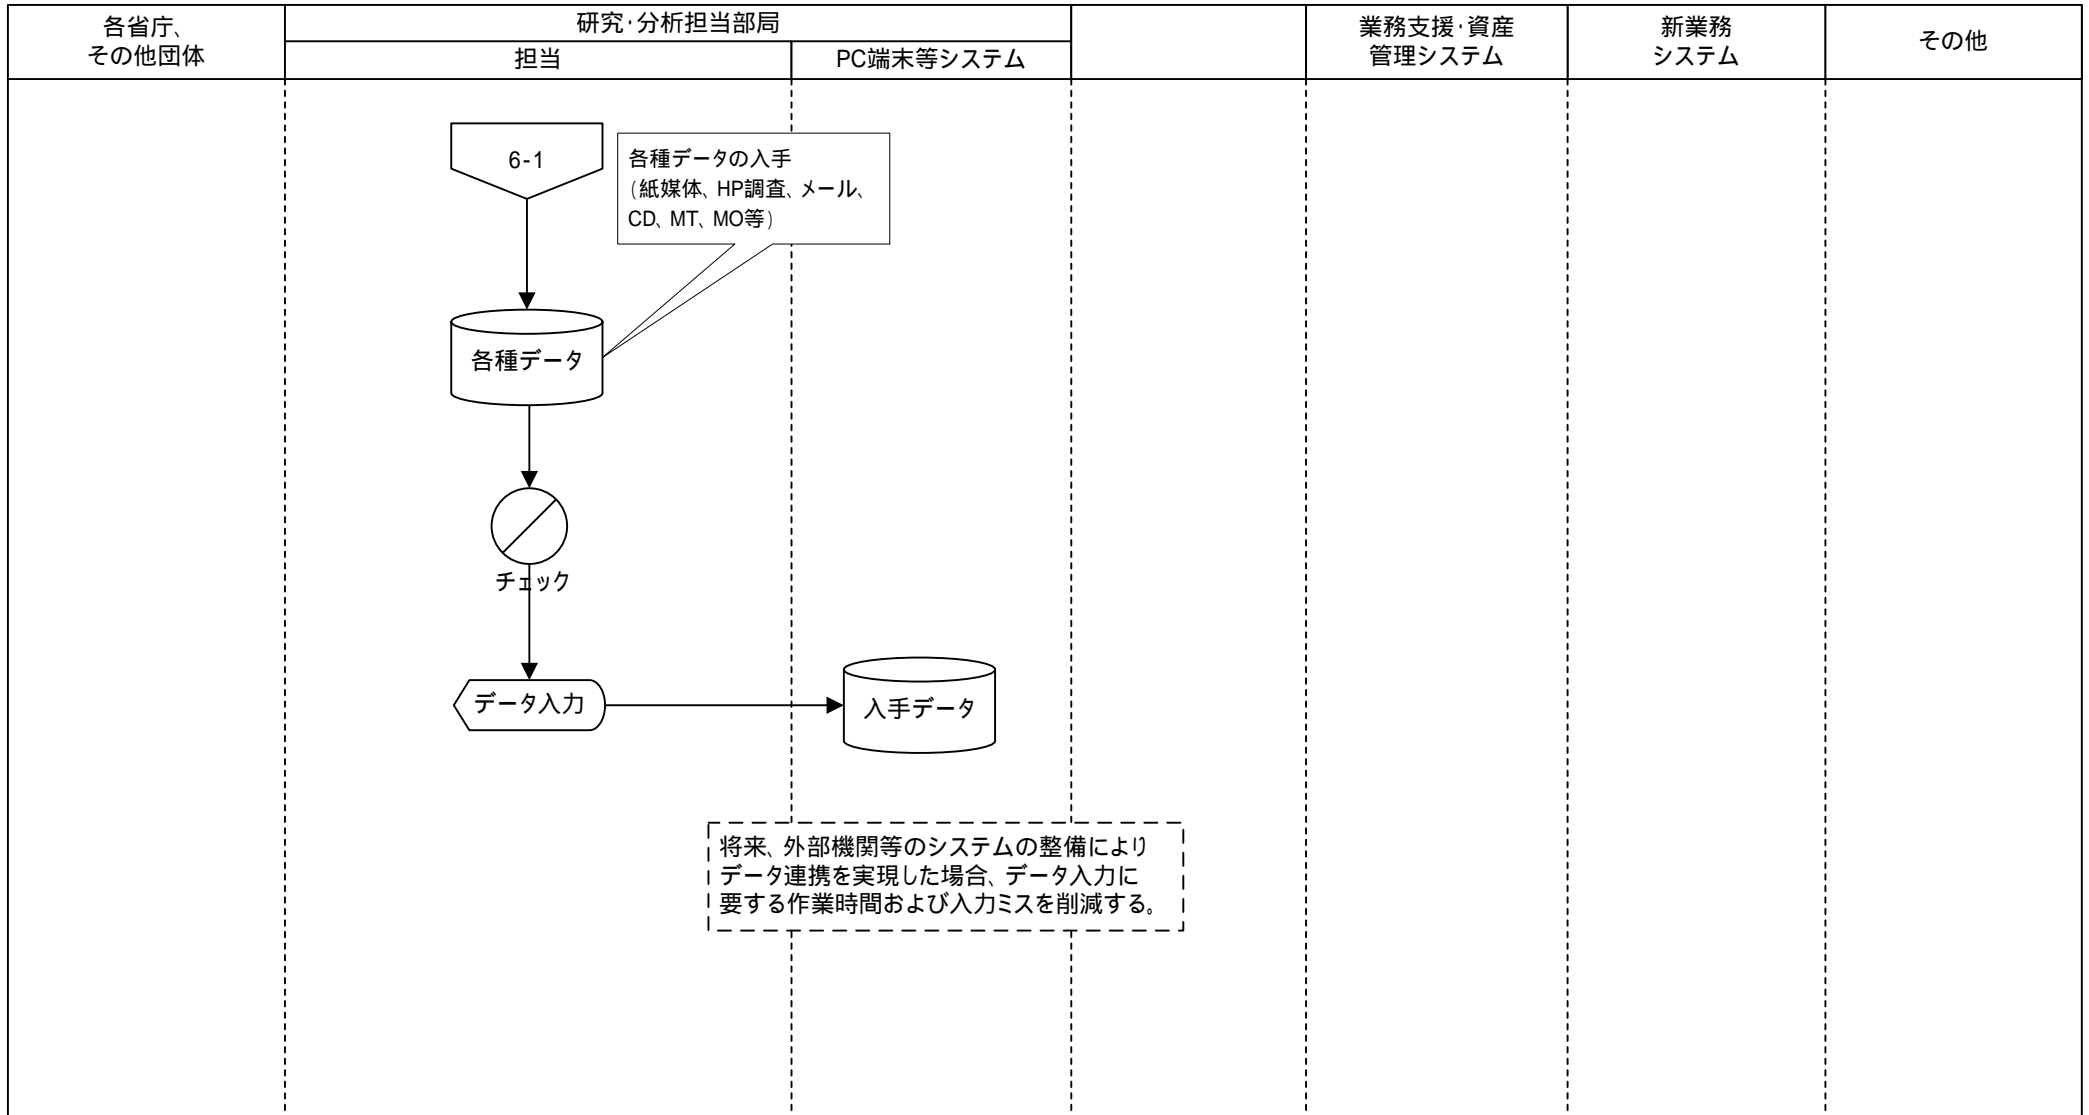 各省庁、
その他団体
研究・分析担当部局
担当
PC端末等システム
業務支援・資産
管理システム
新業務
システム
その他
6-1
各種データの入手
(紙媒体、HP調査、メール、
CD、MT、MO等)
各種データ
チェック
データ入力
入手データ
将来、外部機関等のシステムの整備により
データ連携を実現した場合、データ入力に
要する作業時間および入力ミスを削減する。